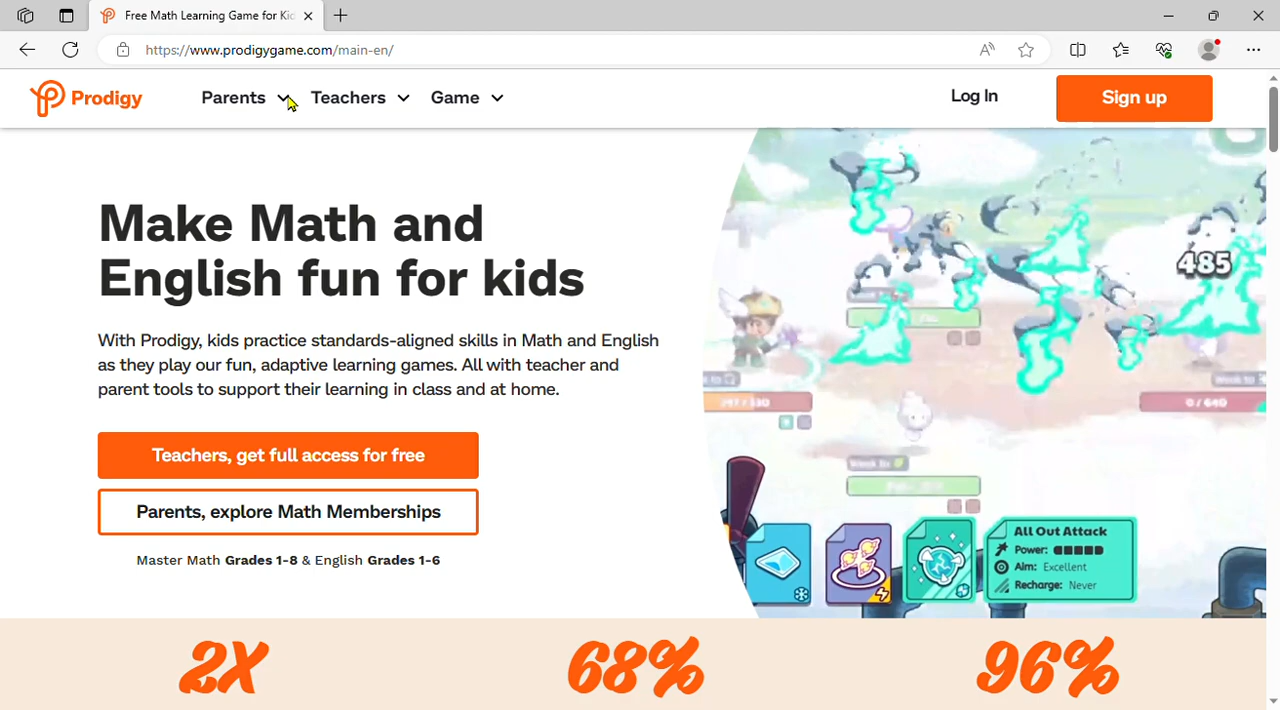 Free Math Learning Game for Kid
https://www.prodigygame.com/main-en/
Prodigy
Parents
Teachers
Game
Log In
Sign up
Make Math and
English fun for kids
With Prodigy, kids practice standards-aligned skills in Math and English
as they play our fun, adaptive learning games. All with teacher and
parent tools to support their learning in class and at home.
Teachers, get full access for free
Parents, explore Math Memberships
Master Math Grades 1-8 & English Grades 1-6
485
0 / 640
All Out Attack
Power:
Aim: Excellent
Recharge: Never
2X
68%
96%